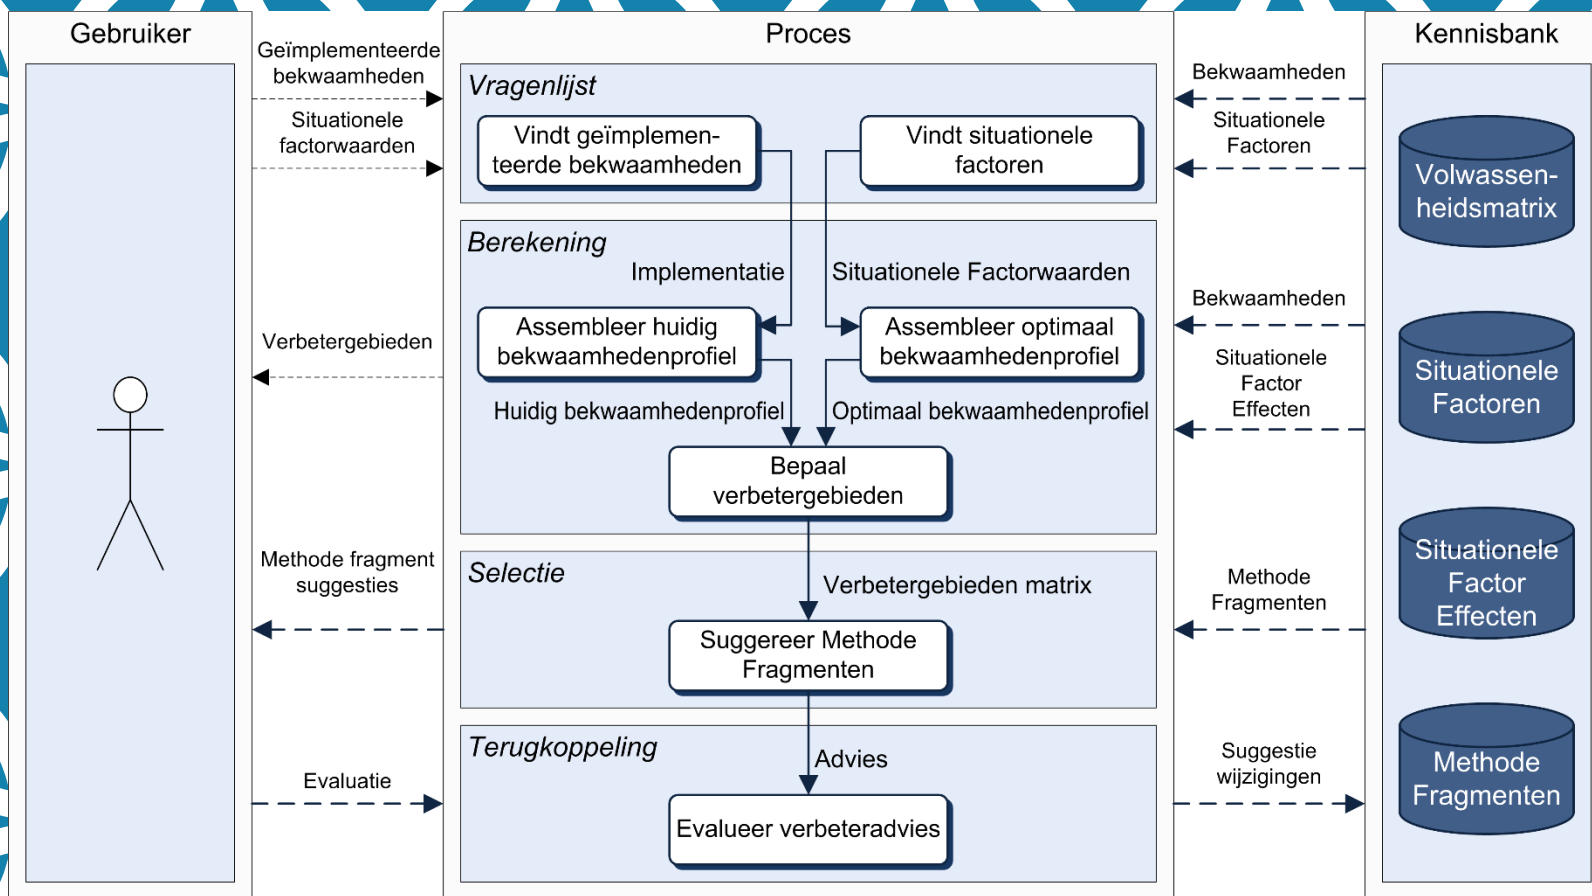 Gebruiker
Geïmplementeerde
bekwaamheden
Situationele
factorwaarden
Verbetergebieden
Methode fragment
suggesties
Evaluatie
Proces
Vragenlijst
Vindt geïmplemen-
teerde bekwaamheden
Vindt situationele
factoren
Berekening
Implementatie
Situationele Factorwaarden
Assembleer huidig
bekwaamhedenprofiel
Assembleer optimaal
bekwaamhedenprofiel
Huidig bekwaamhedenprofiel
Optimaal bekwaamhedenprofiel
Bepaal
verbetergebieden
Selectie
Verbetergebieden matrix
Suggereer Methode
Fragmenten
Terugkoppeling
Advies
Evalueer verbeteradvies
Bekwaamheden
Situationele
Factoren
Bekwaamheden
Situationele
Factor
Effecten
Methode
Fragmenten
Suggestie
wijzigingen
Kennisbank
Volwassen-
heidsmatrix
Situationele
Factoren
Situationele
Factor
Effecten
Methode
Fragmenten